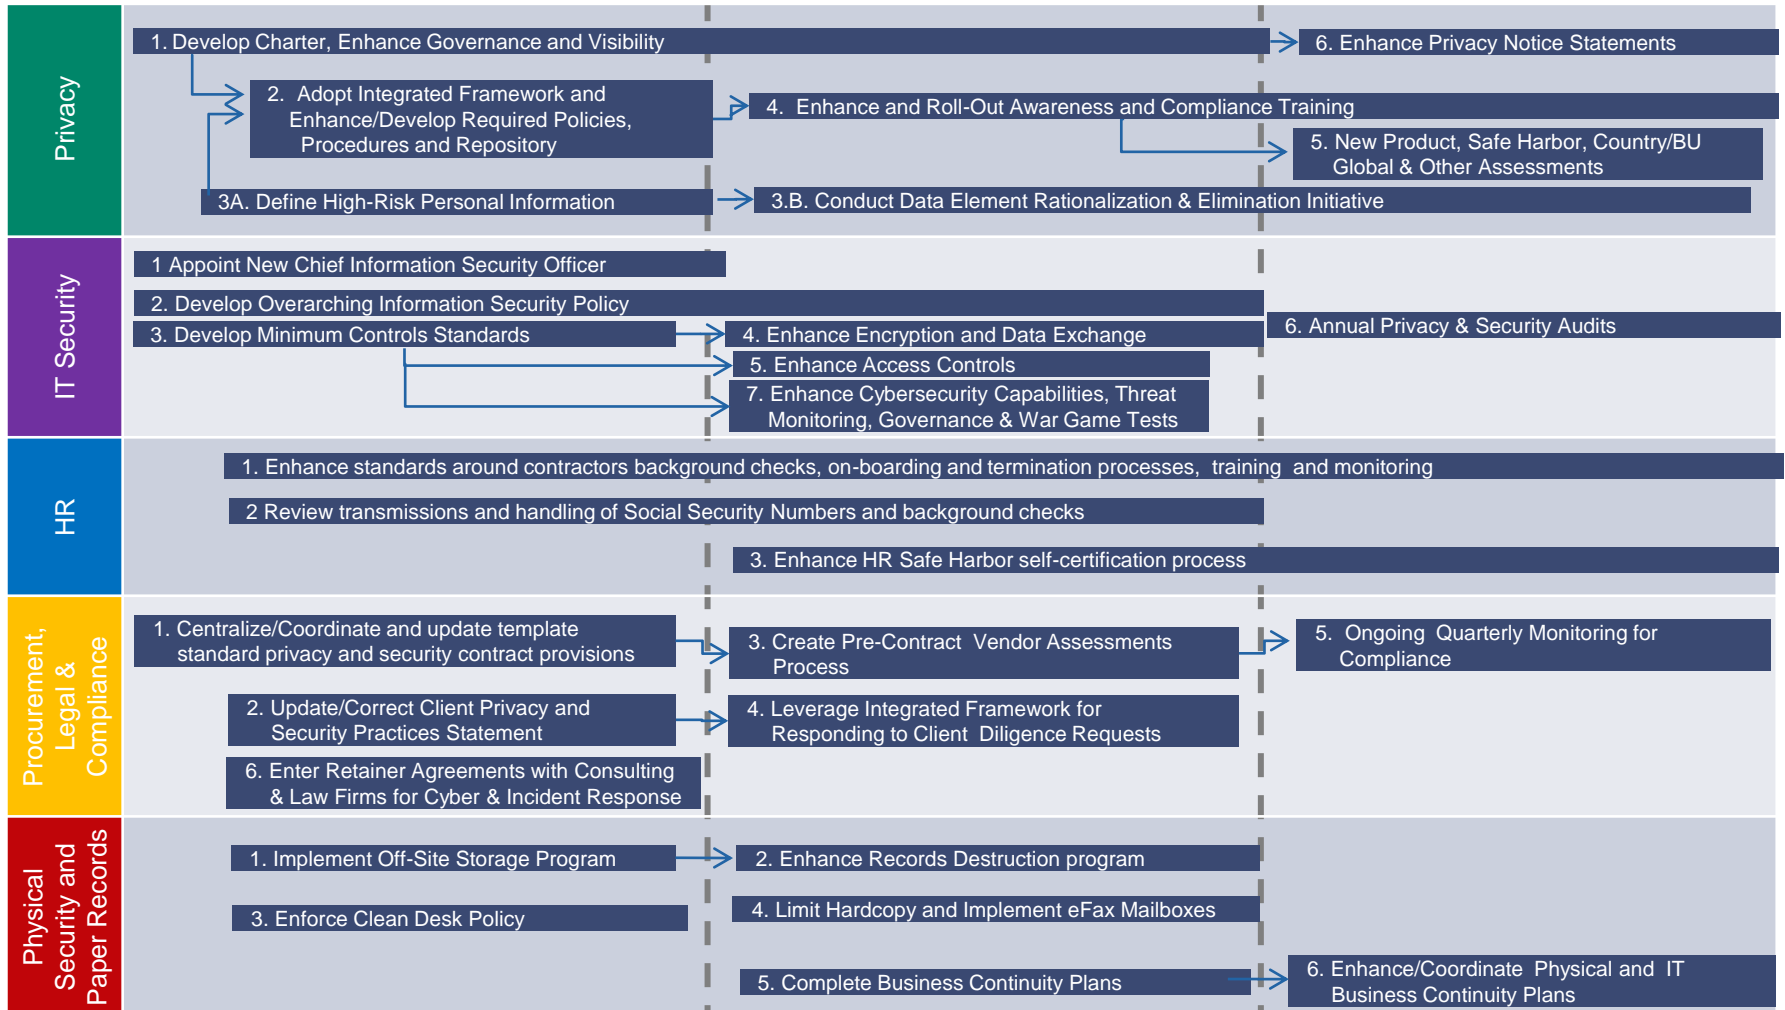 Privacy
1. Develop Charter, Enhance Governance and Visibility
6. Enhance Privacy Notice Statements
2. Adopt Integrated Framework and
Enhance/Develop Required Policies,
Procedures and Repository
4. Enhance and Roll-Out Awareness and Compliance Training
5. New Product, Safe Harbor, Country/BU
Global & Other Assessments
3A. Define High-Risk Personal Information
3.B. Conduct Data Element Rationalization & Elimination Initiative
IT Security
1 Appoint New Chief Information Security Officer
2. Develop Overarching Information Security Policy
3. Develop Minimum Controls Standards
4. Enhance Encryption and Data Exchange
6. Annual Privacy & Security Audits
5. Enhance Access Controls
7. Enhance Cybersecurity Capabilities, Threat
Monitoring, Governance & War Game Tests
HR
1. Enhance standards around contractors background checks, on-boarding and termination processes, training and monitoring
2 Review transmissions and handling of Social Security Numbers and background checks
3. Enhance HR Safe Harbor self-certification process
Procurement,
Legal &
Compliance
1. Centralize/Coordinate and update template
standard privacy and security contract provisions
3. Create Pre-Contract Vendor Assessments
Process
5. Ongoing Quarterly Monitoring for
Compliance
2. Update/Correct Client Privacy and
Security Practices Statement
4. Leverage Integrated Framework for
Responding to Client Diligence Requests
6. Enter Retainer Agreements with Consulting
& Law Firms for Cyber & Incident Response
Physical
Security and
Paper Records
1. Implement Off-Site Storage Program
2. Enhance Records Destruction program
3. Enforce Clean Desk Policy
4. Limit Hardcopy and Implement eFax Mailboxes
5. Complete Business Continuity Plans
6. Enhance/Coordinate Physical and IT
Business Continuity Plans